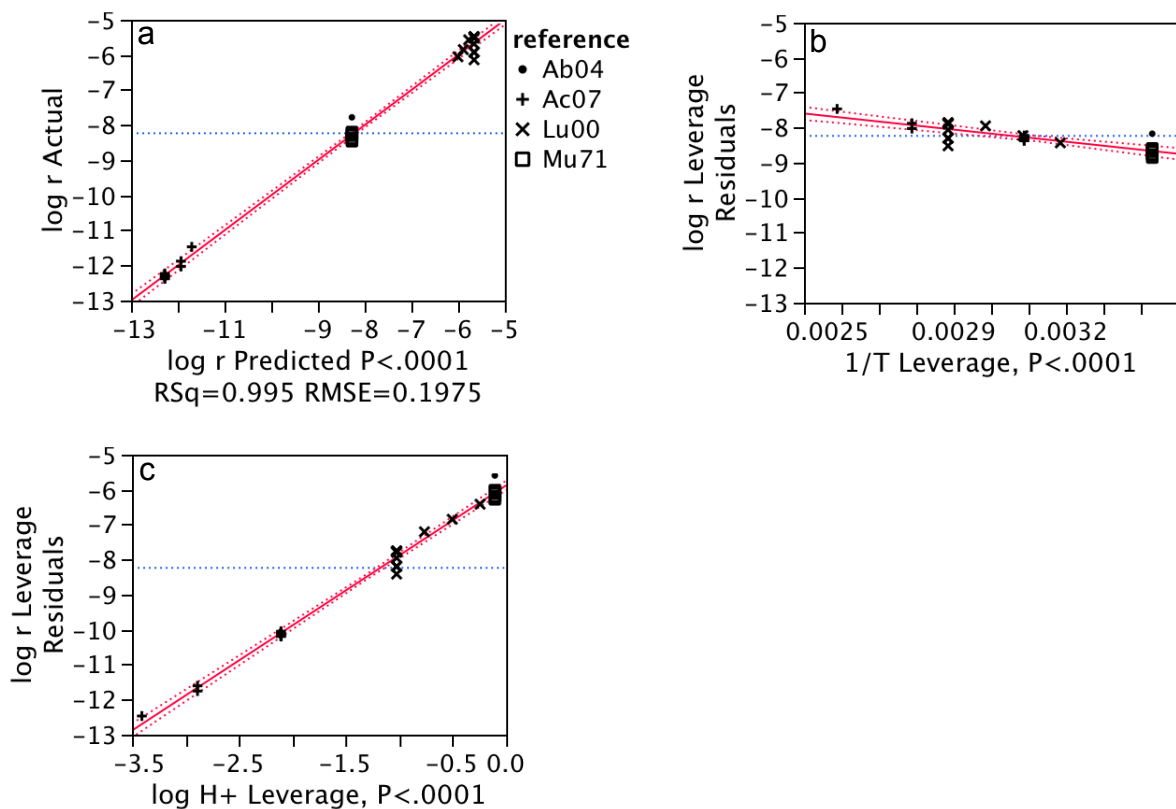 a
log r Actual
−5
−6
−7
−8
−9
−10
−11
−12
−13
−13 −11 −9 −8 −7 −6 −5
log r Predicted P<.0001
RSq=0.995 RMSE=0.1975
reference
Ab04
Ac07
Lu00
Mu71
b
log r Leverage
Residuals
−5
−6
−7
−8
−9
−10
−11
−12
−13
0.0025 0.0029 0.0032
1/T Leverage, P<.0001
c
log r Leverage
Residuals
−5
−6
−7
−8
−9
−10
−11
−12
−13
−3.5 −2.5 −1.5 −0.5 0.0
log H+ Leverage, P<.0001